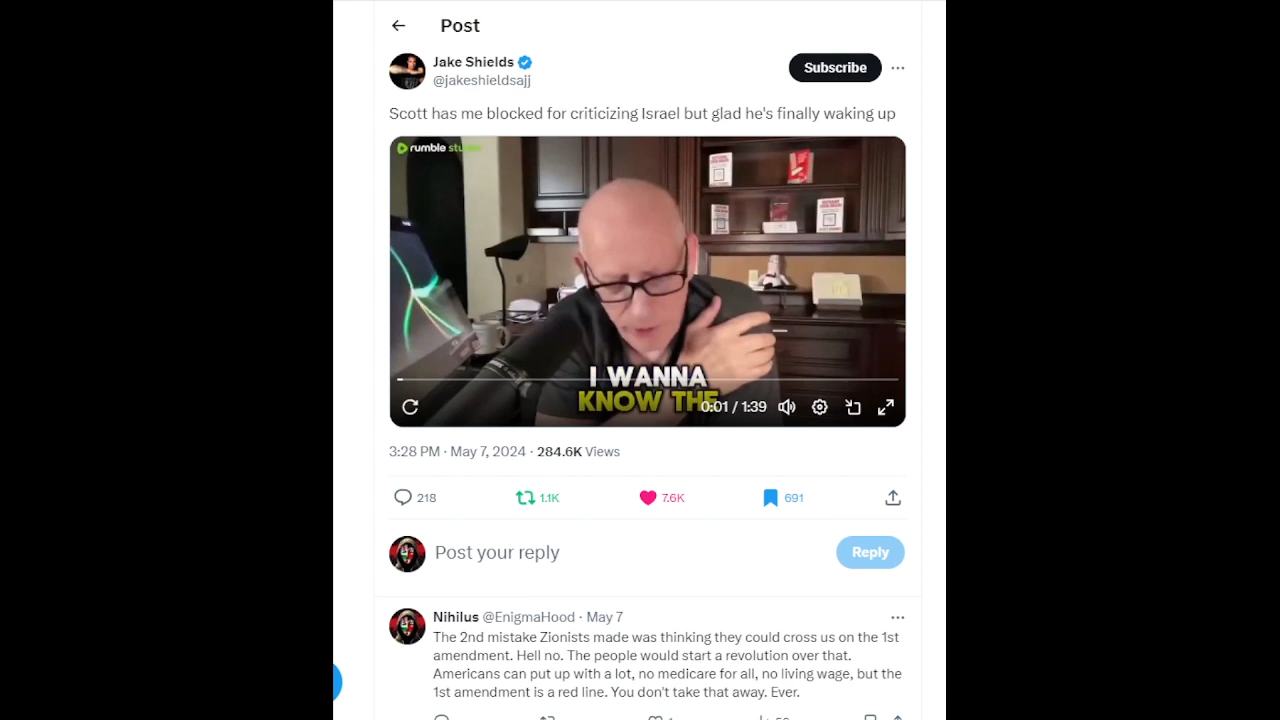 Post
Jake Shields
@jakeshieldsajj
Subscribe
Scott has me blocked for criticizing Israel but glad he's finally waking up
rumble
I WANNA
KNOW THE
0:01 / 1:39
3:28 PM · May 7, 2024 · 284.6K Views
218 1.1K 7.6K 691
Post your reply
Reply
Nihilus @EnigmaHood · May 7
The 2nd mistake Zionists made was thinking they could cross us on the 1st
amendment. Hell no. The people would start a revolution over that.
Americans can put up with a lot, no medicare for all, no living wage, but the
1st amendment is a red line. You don't take that away. Ever.